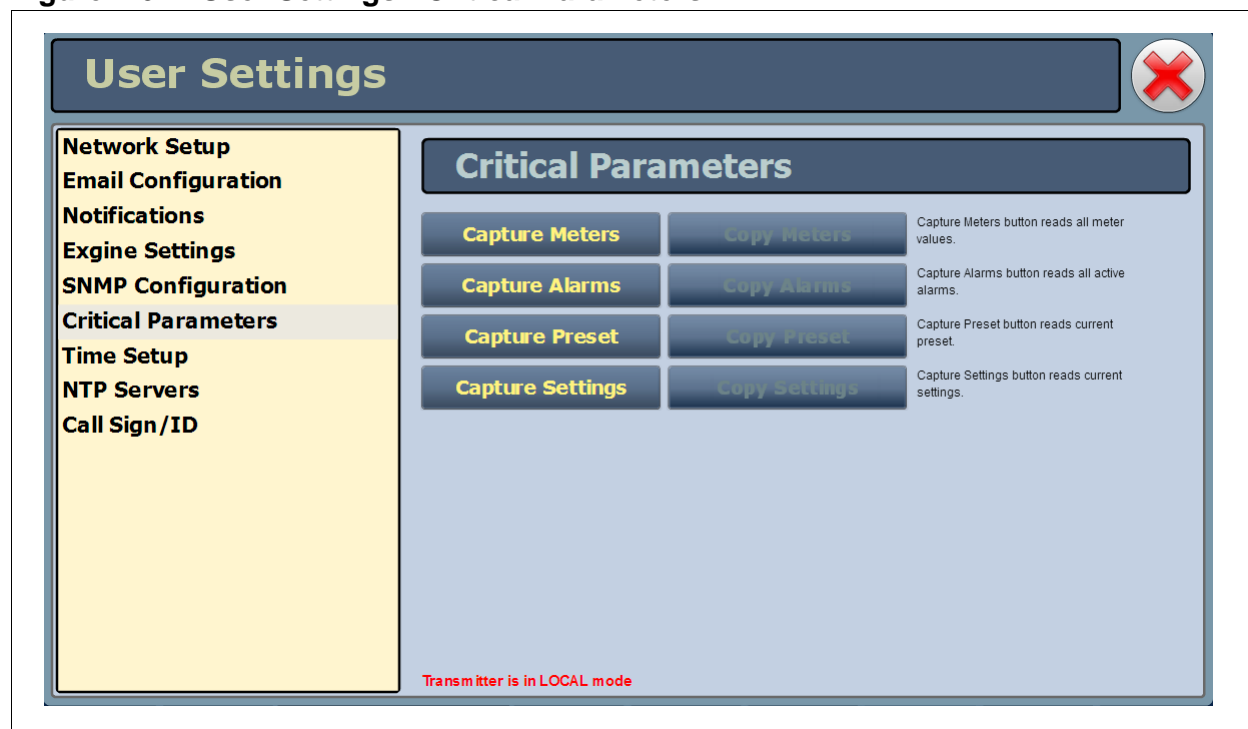 User Settings
Network Setup
Email Configuration
Notifications
Exgine Settings
SNMP Configuration
Critical Parameters
Time Setup
NTP Servers
Call Sign/ID
Critical Parameters
Capture Meters Copy Meters Capture Meters button reads all meter
values.
Capture Alarms Copy Alarms Capture Alarms button reads all active
alarms.
Capture Preset Copy Preset Capture Preset button reads current
preset.
Capture Settings Copy Settings Capture Settings button reads current
settings.
Transmitter is in LOCAL mode